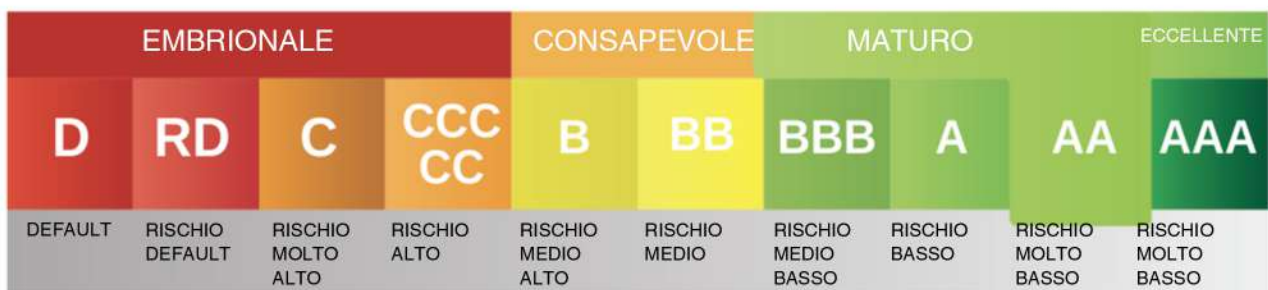 EMBRIONALE CONSAPEVOLE MATURO ECCELLENTE
D RD C CCC CC B BB BBB A AA AAA
DEFAULT
RISCHIO DEFAULT
RISCHIO MOLTO ALTO
RISCHIO ALTO
RISCHIO MEDIO ALTO
RISCHIO MEDIO
RISCHIO MEDIO BASSO
RISCHIO BASSO
RISCHIO MOLTO BASSO
RISCHIO MOLTO BASSO